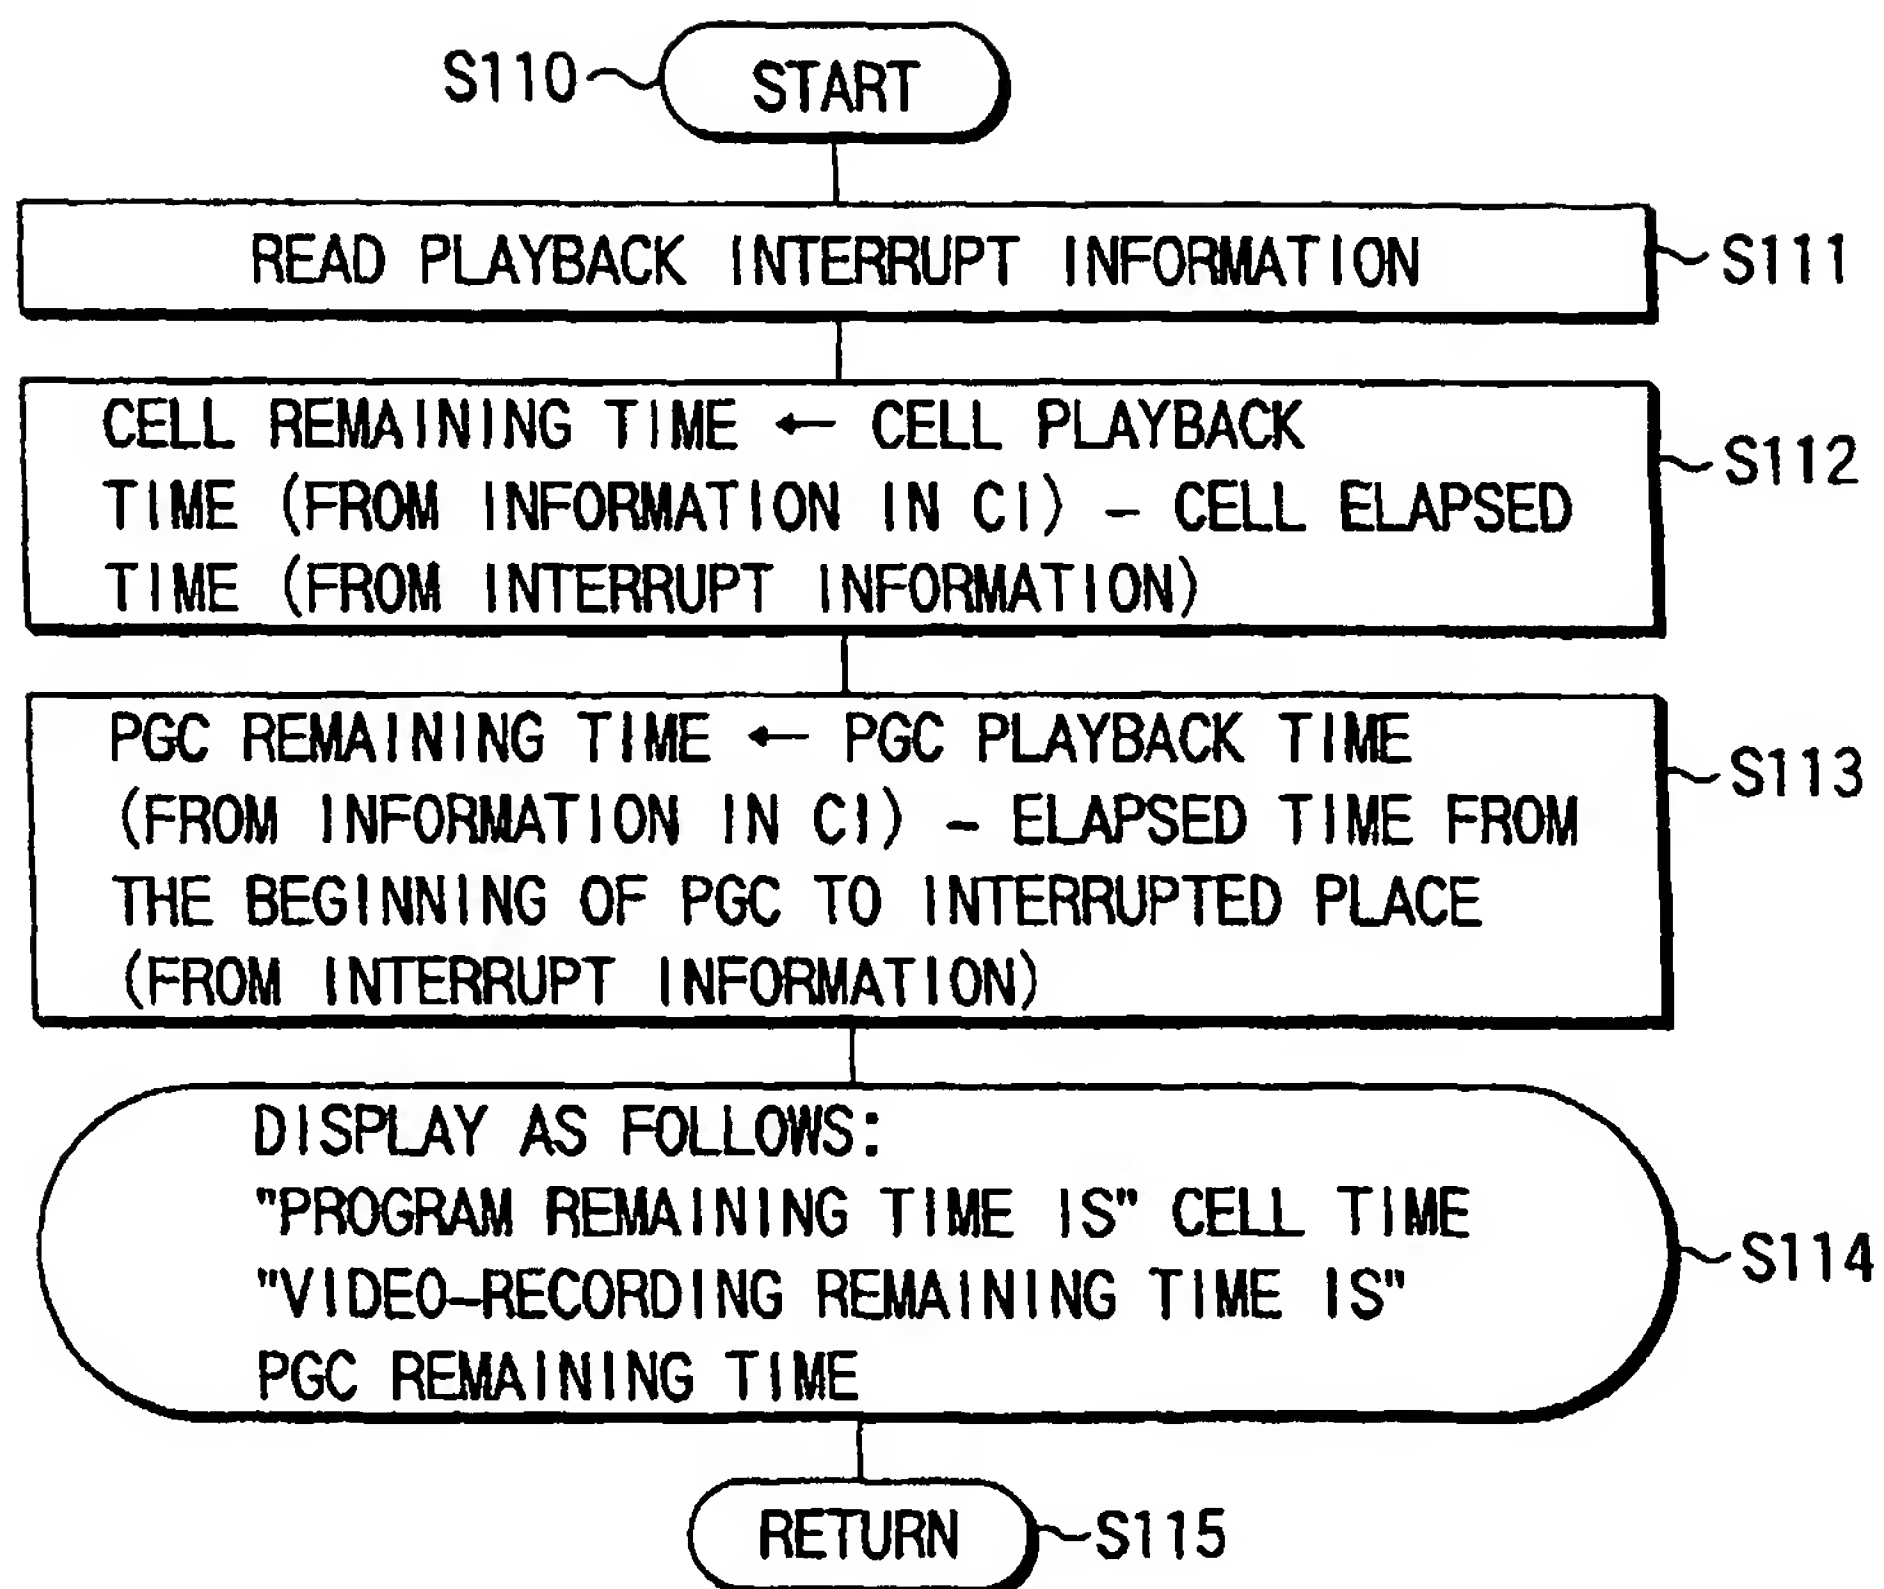 S110
START
READ PLAYBACK INTERRUPT INFORMATION
S111
CELL REMAINING TIME ← CELL PLAYBACK
TIME (FROM INFORMATION IN CI) – CELL ELAPSED
TIME (FROM INTERRUPT INFORMATION)
S112
PGC REMAINING TIME ← PGC PLAYBACK TIME
(FROM INFORMATION IN CI) – ELAPSED TIME FROM
THE BEGINNING OF PGC TO INTERRUPTED PLACE
(FROM INTERRUPT INFORMATION)
S113
DISPLAY AS FOLLOWS:
"PROGRAM REMAINING TIME IS" CELL TIME
"VIDEO–RECORDING REMAINING TIME IS"
PGC REMAINING TIME
S114
RETURN
S115